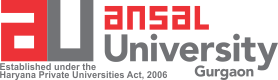 au ansal
University
Gurgaon
Established under the
Haryana Private Universities Act, 2006